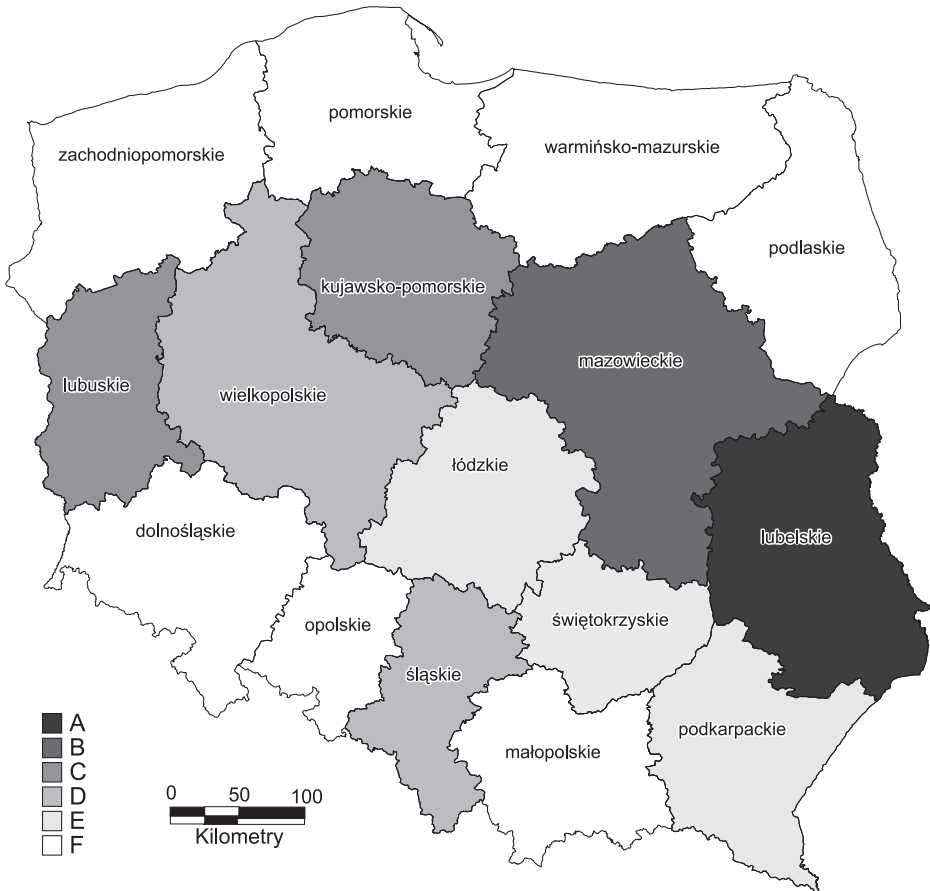 pomorskie
zachodniopomorskie
warmińsko-mazurskie
podlaskie
kujawsko-pomorskie
mazowieckie
lubuskie
wielkopolskie
łódzkie
dolnośląskie
lubelskie
opolskie
świętokrzyskie
śląskie
podkarpackie
małopolskie
A
B
C
D
E
F
0 50 100
Kilometry